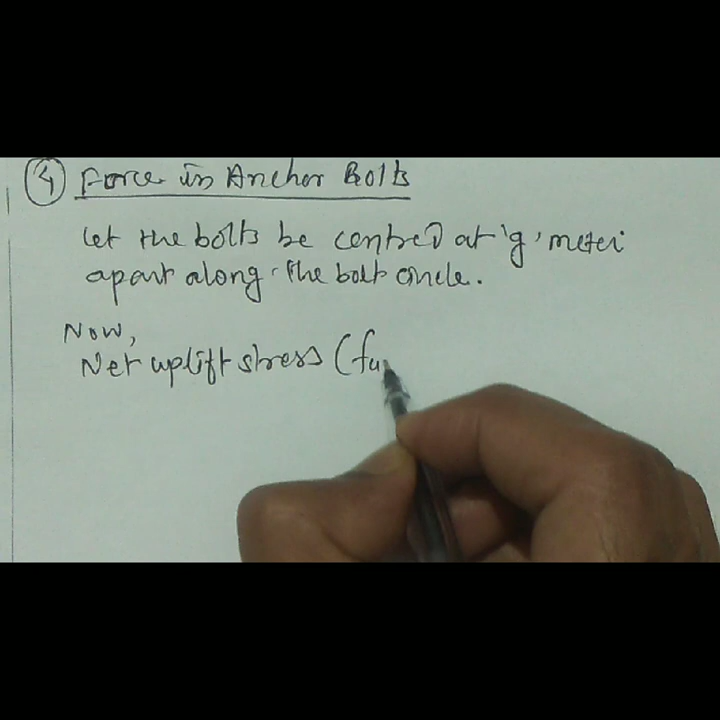 4 Force in Anchor Bolts
Let the bolts be centred at 'g' meter
apart along the bolt circle.
Now,
Net uplift stress (fu